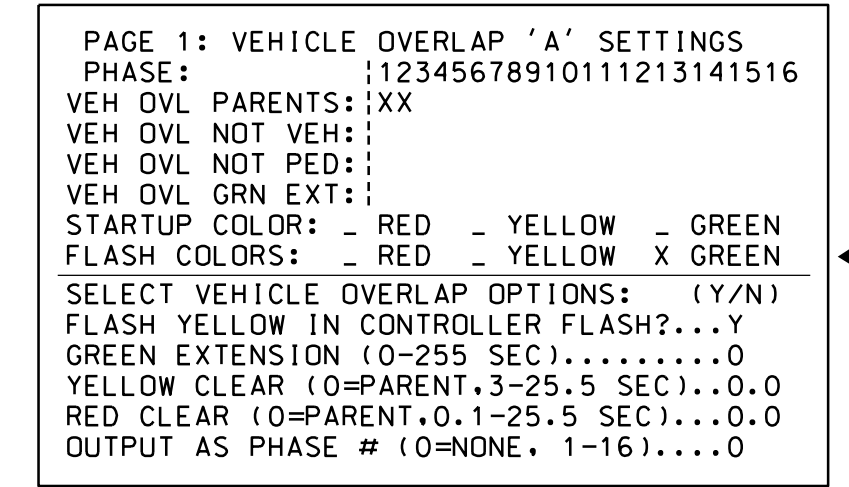 PAGE 1: VEHICLE OVERLAP 'A' SETTINGS
PHASE: ¦12345678910111213141516
VEH OVL PARENTS:¦XX
VEH OVL NOT VEH:¦
VEH OVL NOT PED:¦
VEH OVL GRN EXT:¦
STARTUP COLOR: _ RED _ YELLOW _ GREEN
FLASH COLORS: _ RED _ YELLOW X GREEN
SELECT VEHICLE OVERLAP OPTIONS: (Y/N)
FLASH YELLOW IN CONTROLLER FLASH?...Y
GREEN EXTENSION (0-255 SEC).........0
YELLOW CLEAR (0=PARENT,3-25.5 SEC)..0.0
RED CLEAR (0=PARENT,0.1-25.5 SEC)...0.0
OUTPUT AS PHASE # (0=NONE, 1-16)....0